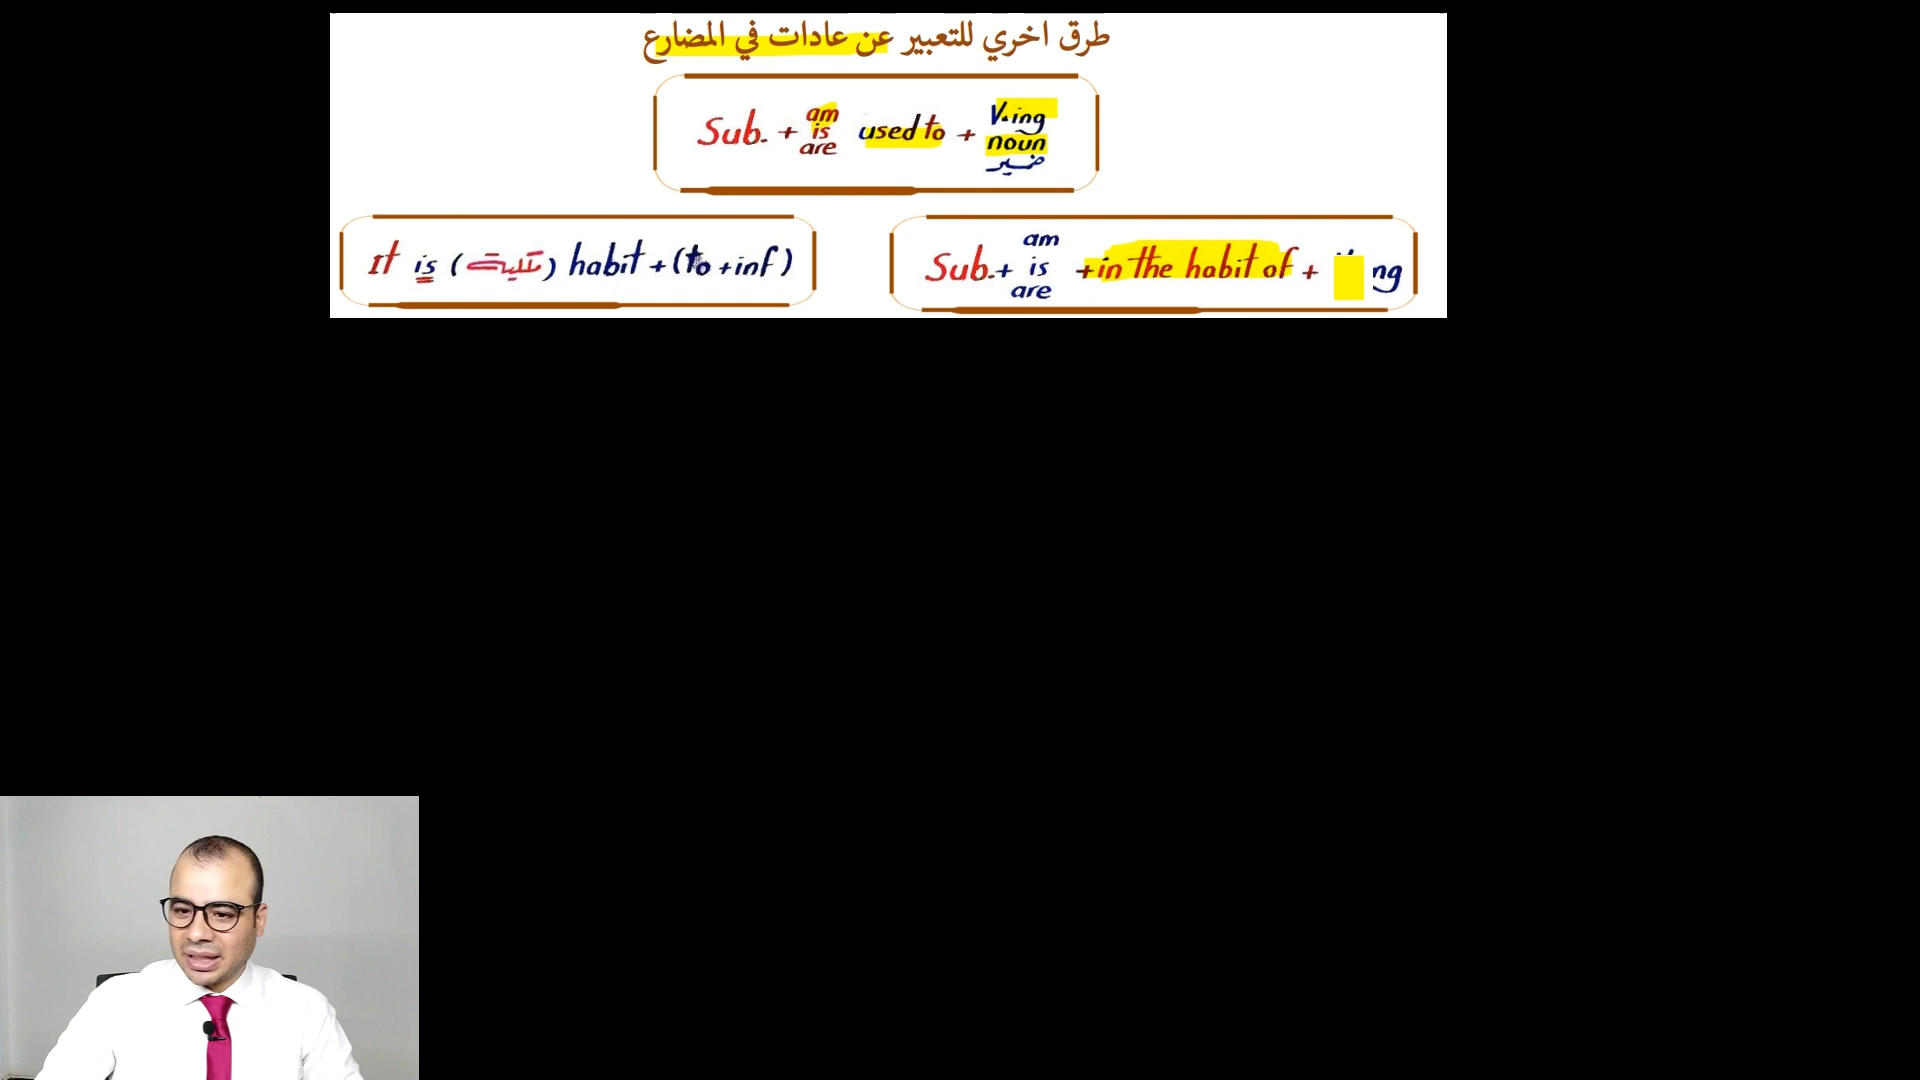 طرق اخري للتعبير عن عادات في المضارع
Sub. + am is are used to + V-ing noun ضمير
It is (ملكية) habit + (to + inf)
Sub. + am is are + in the habit of + ng